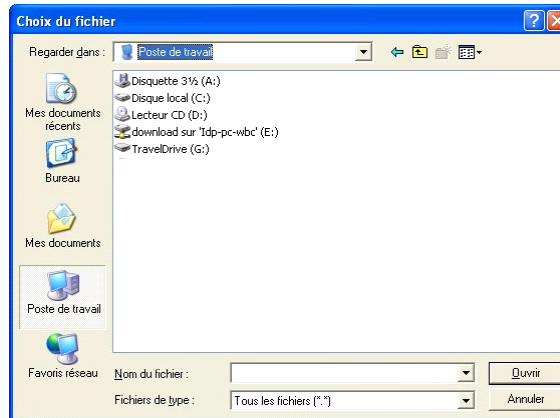 Choix du fichier
Regarder dans :
Poste de travail
Disquette 3½ (A:)
Disque local (C:)
Lecteur CD (D:)
download sur 'Idp-pc-wbc' (E:)
TravelDrive (G:)
Mes documents
récents
Bureau
Mes documents
Poste de travail
Favoris réseau
Nom du fichier :
Ouvrir
Fichiers de type :
Tous les fichiers (*.*)
Annuler